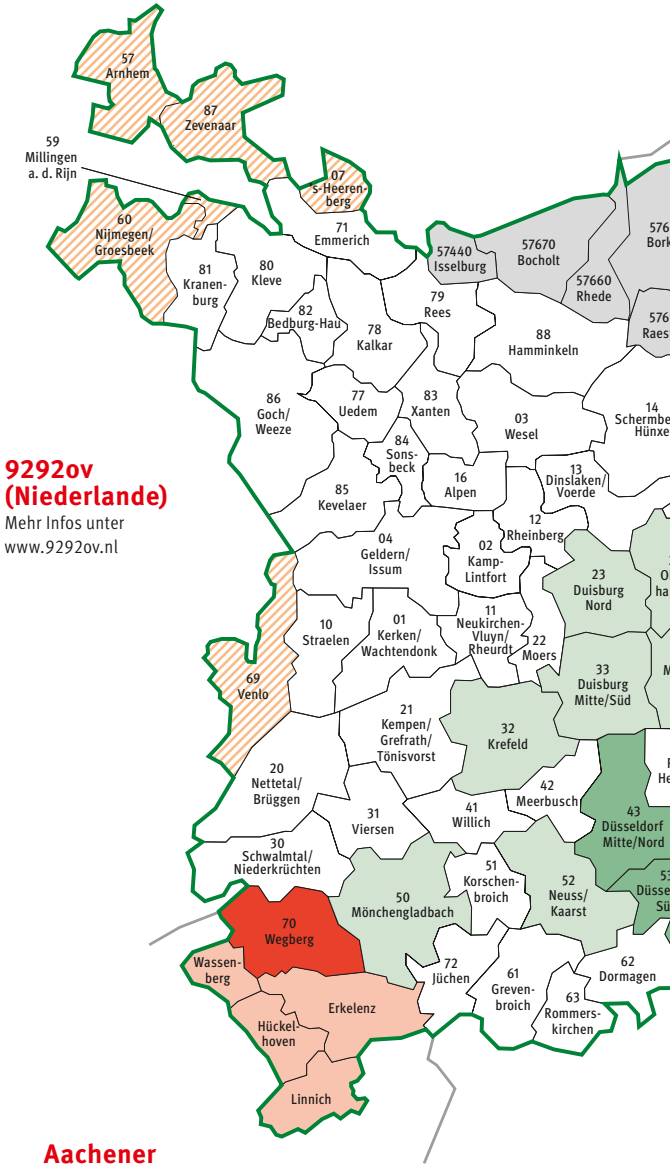 57
Arnhem
87
Zevenaar
59
Millingen
a. d. Rijn
07
's-Heeren-
berg
60
Nijmegen/
Groesbeek
71
Emmerich
57440
Isselburg
57670
Bocholt
57660
Rhede
81
Kranen-
burg
80
Kleve
82
Bedburg-Hau
79
Rees
78
Kalkar
88
Hamminkeln
86
Goch/
Weeze
77
Uedem
83
Xanten
03
Wesel
14
84
Sons-
beck
9292ov
(Niederlande)
Mehr Infos unter
www.9292ov.nl
85
Kevelaer
16
Alpen
13
Dinslaken/
Voerde
12
Rheinberg
04
Geldern/
Issum
02
Kamp-
Lintfort
23
Duisburg
Nord
10
Straelen
01
Kerken/
Wachtendonk
11
Neukirchen-
Vluyn/
Rheurdt
22
Moers
69
Venlo
33
Duisburg
Mitte/Süd
21
Kempen/
Grefrath/
Tönisvorst
32
Krefeld
20
Nettetal/
Brüggen
31
Viersen
41
Willich
42
Meerbusch
43
Düsseldorf
Mitte/Nord
30
Schwalmtal/
Niederkrüchten
50
Mönchengladbach
51
Korschen-
broich
52
Neuss/
Kaarst
70
Wegberg
72
Jüchen
61
Greven-
broich
62
Dormagen
63
Rommers-
kirchen
Wassen-
berg
Erkelenz
Hückel-
hoven
Linnich
Aachener